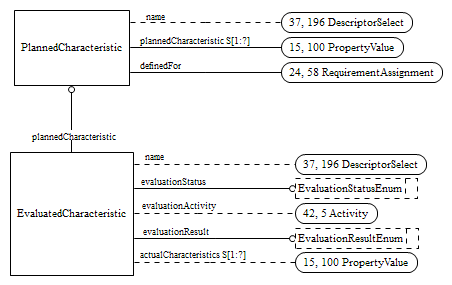 name
37, 196 DescriptorSelect
PlannedCharacteristic
plannedCharacteristic S[1:?]
15, 100 PropertyValue
definedFor
24, 58 RequirementAssignment
plannedCharacteristic
name
37, 196 DescriptorSelect
evaluationStatus
EvaluationStatusEnum
EvaluatedCharacteristic
evaluationActivity
42, 5 Activity
evaluationResult
EvaluationResultEnum
actualCharacteristics S[1:?]
15, 100 PropertyValue